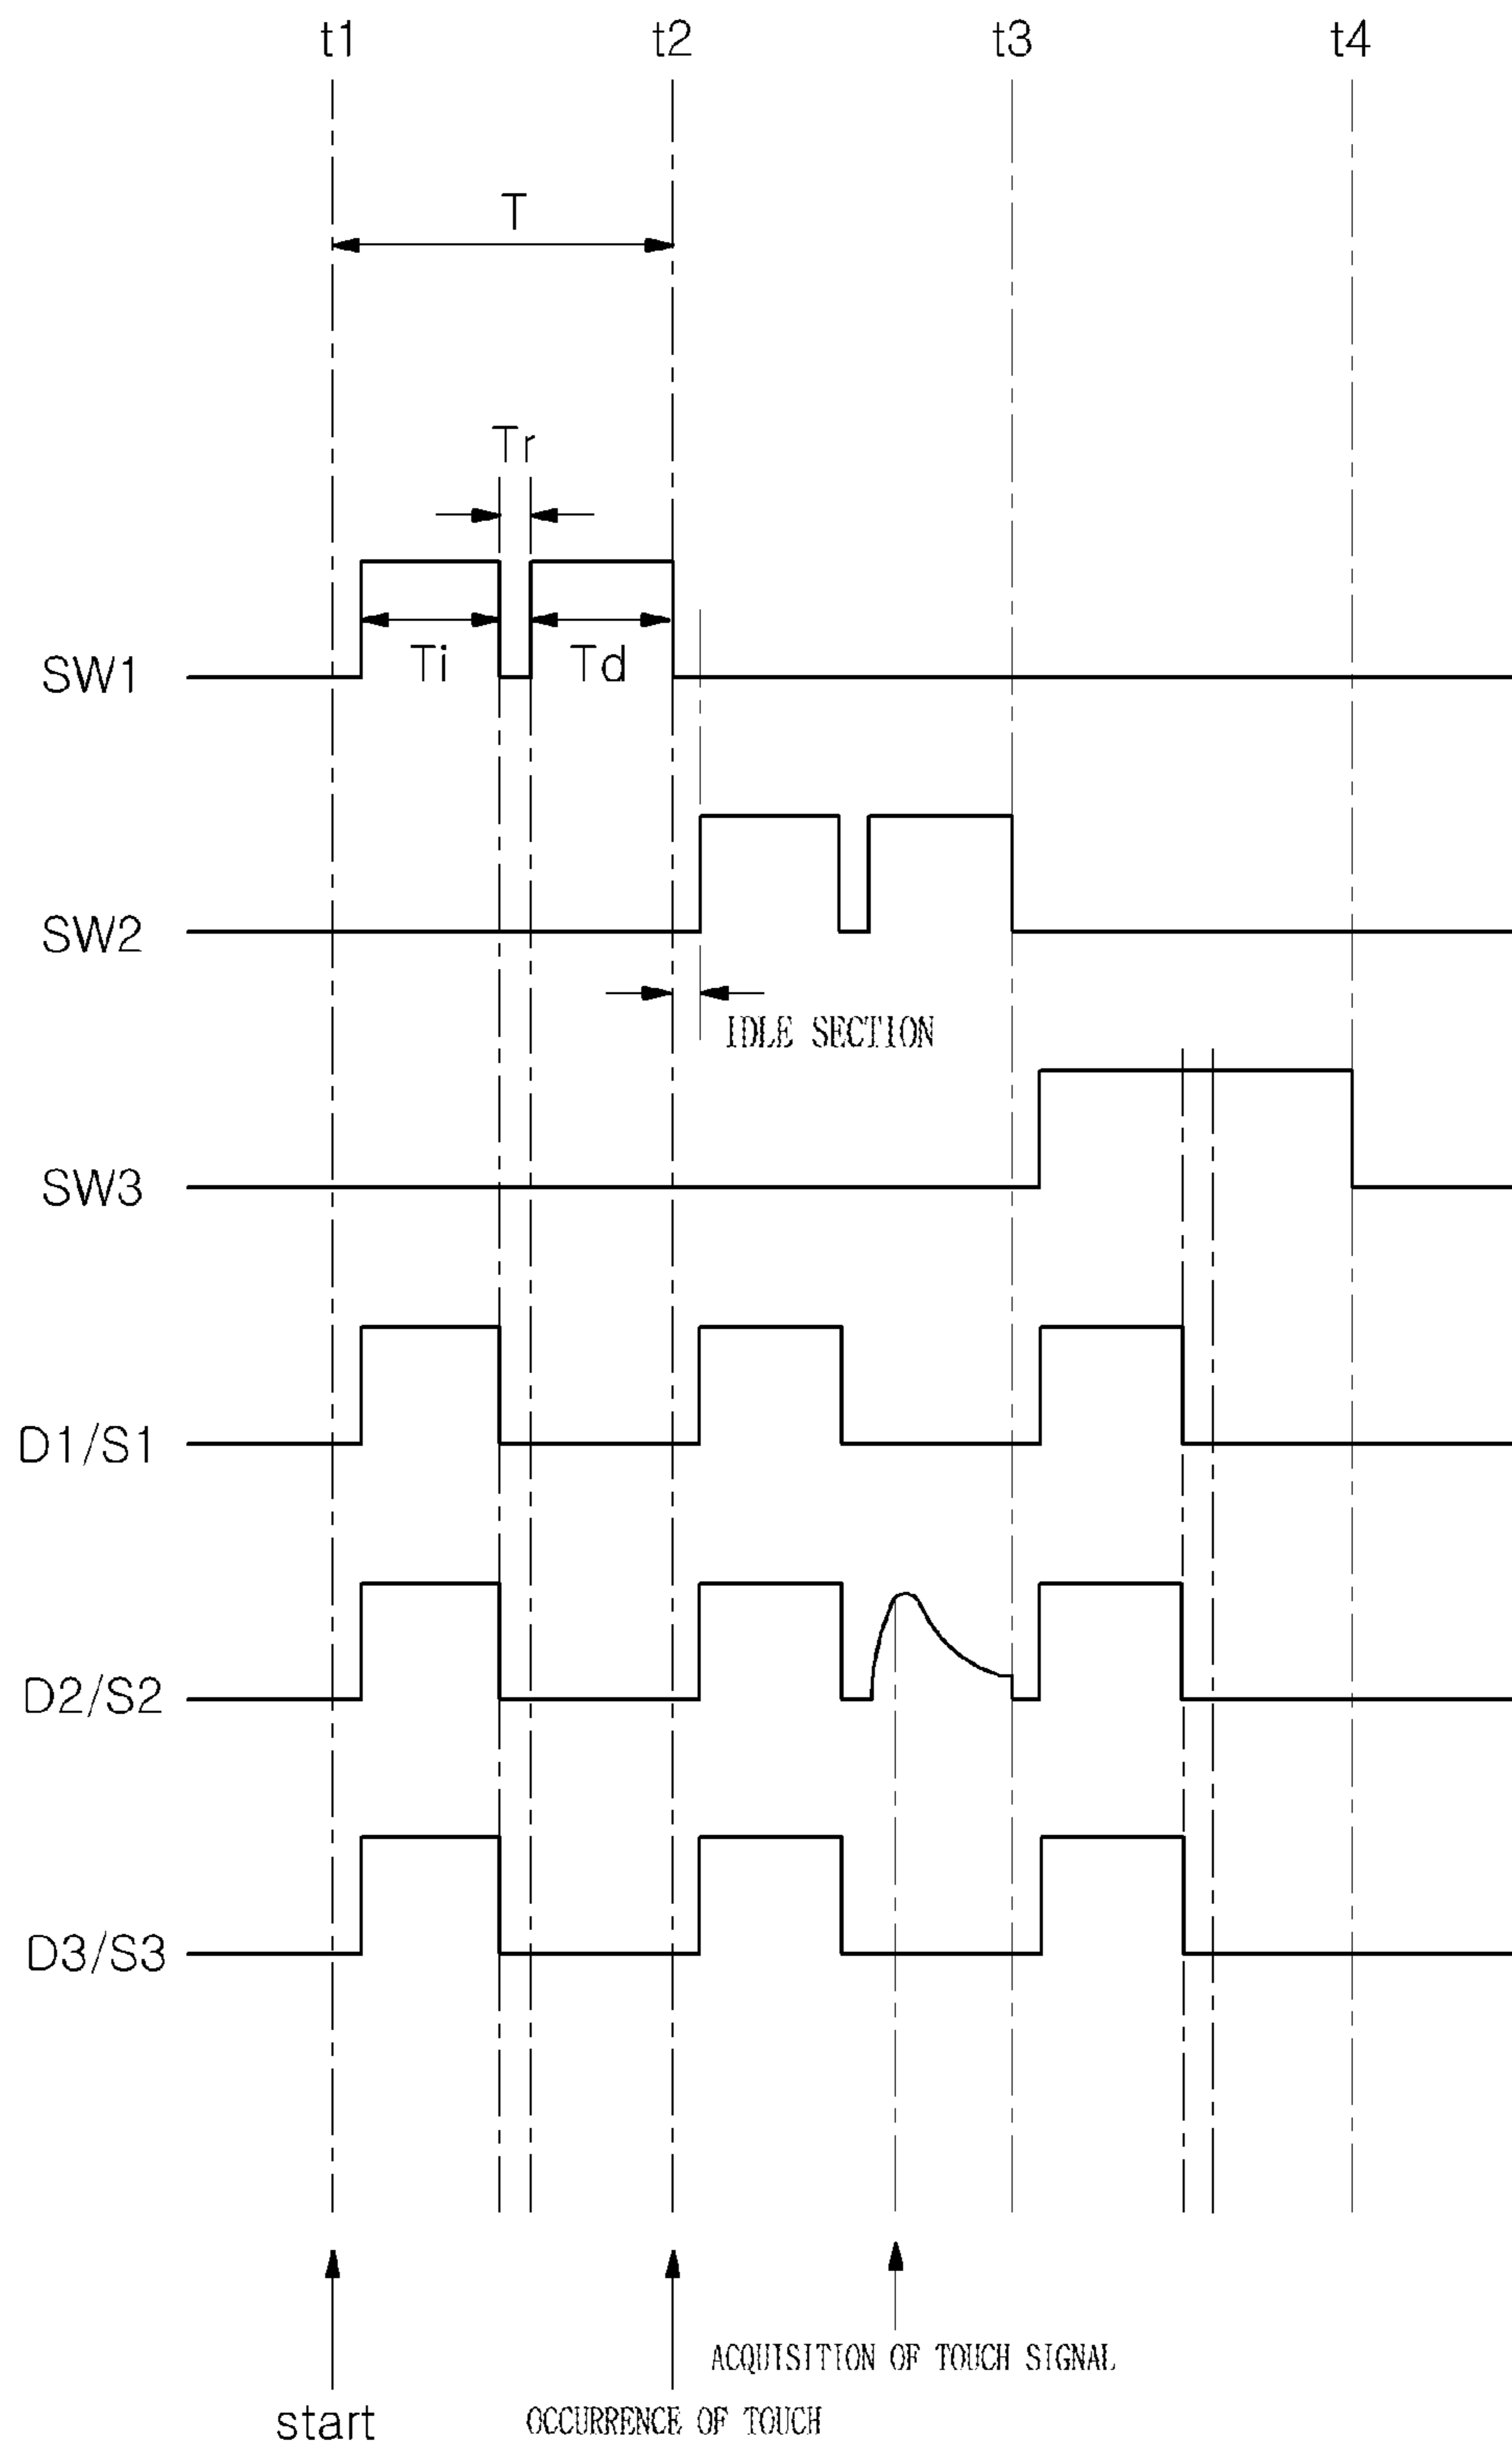 t1 t2 t3 t4
T
Tr
Ti Td
SW1
SW2
IDLE SECTION
SW3
D1/S1
D2/S2
D3/S3
ACQUISITION OF TOUCH SIGNAL
start
OCCURRENCE OF TOUCH